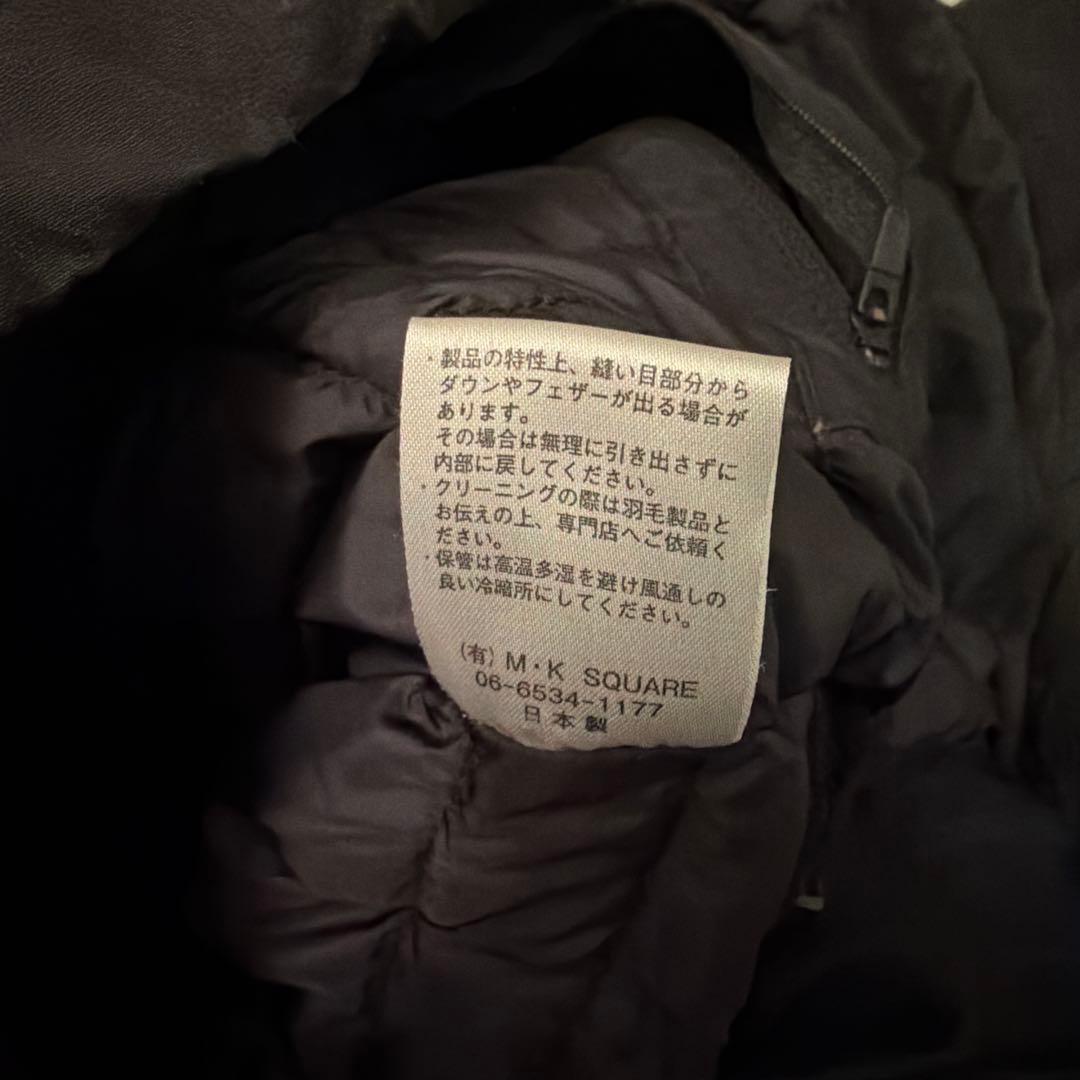 ・製品の特性上、縫い目部分から
ダウンやフェザーが出る場合が
あります。
その場合は無理に引き出さずに
内部に戻してください。
・クリーニングの際は羽毛製品と
お伝えの上、専門店へご依頼く
ださい。
・保管は高温多湿を避け風通しの
良い冷暗所にしてください。
(有) M・K SQUARE
06-6534-1177
日本製